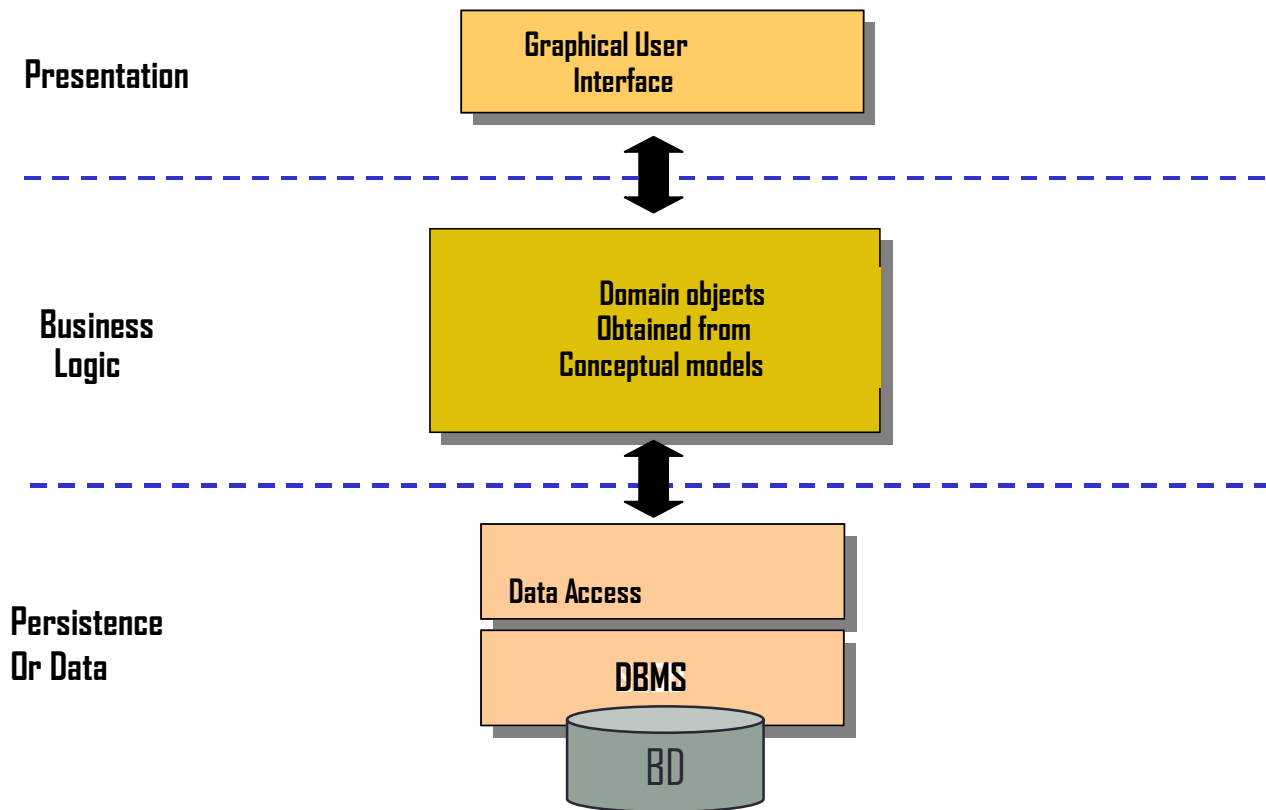 Presentation
Graphical User
Interface
Business
Logic
Domain objects
Obtained from
Conceptual models
Persistence
Or Data
Data Access
DBMS
BD